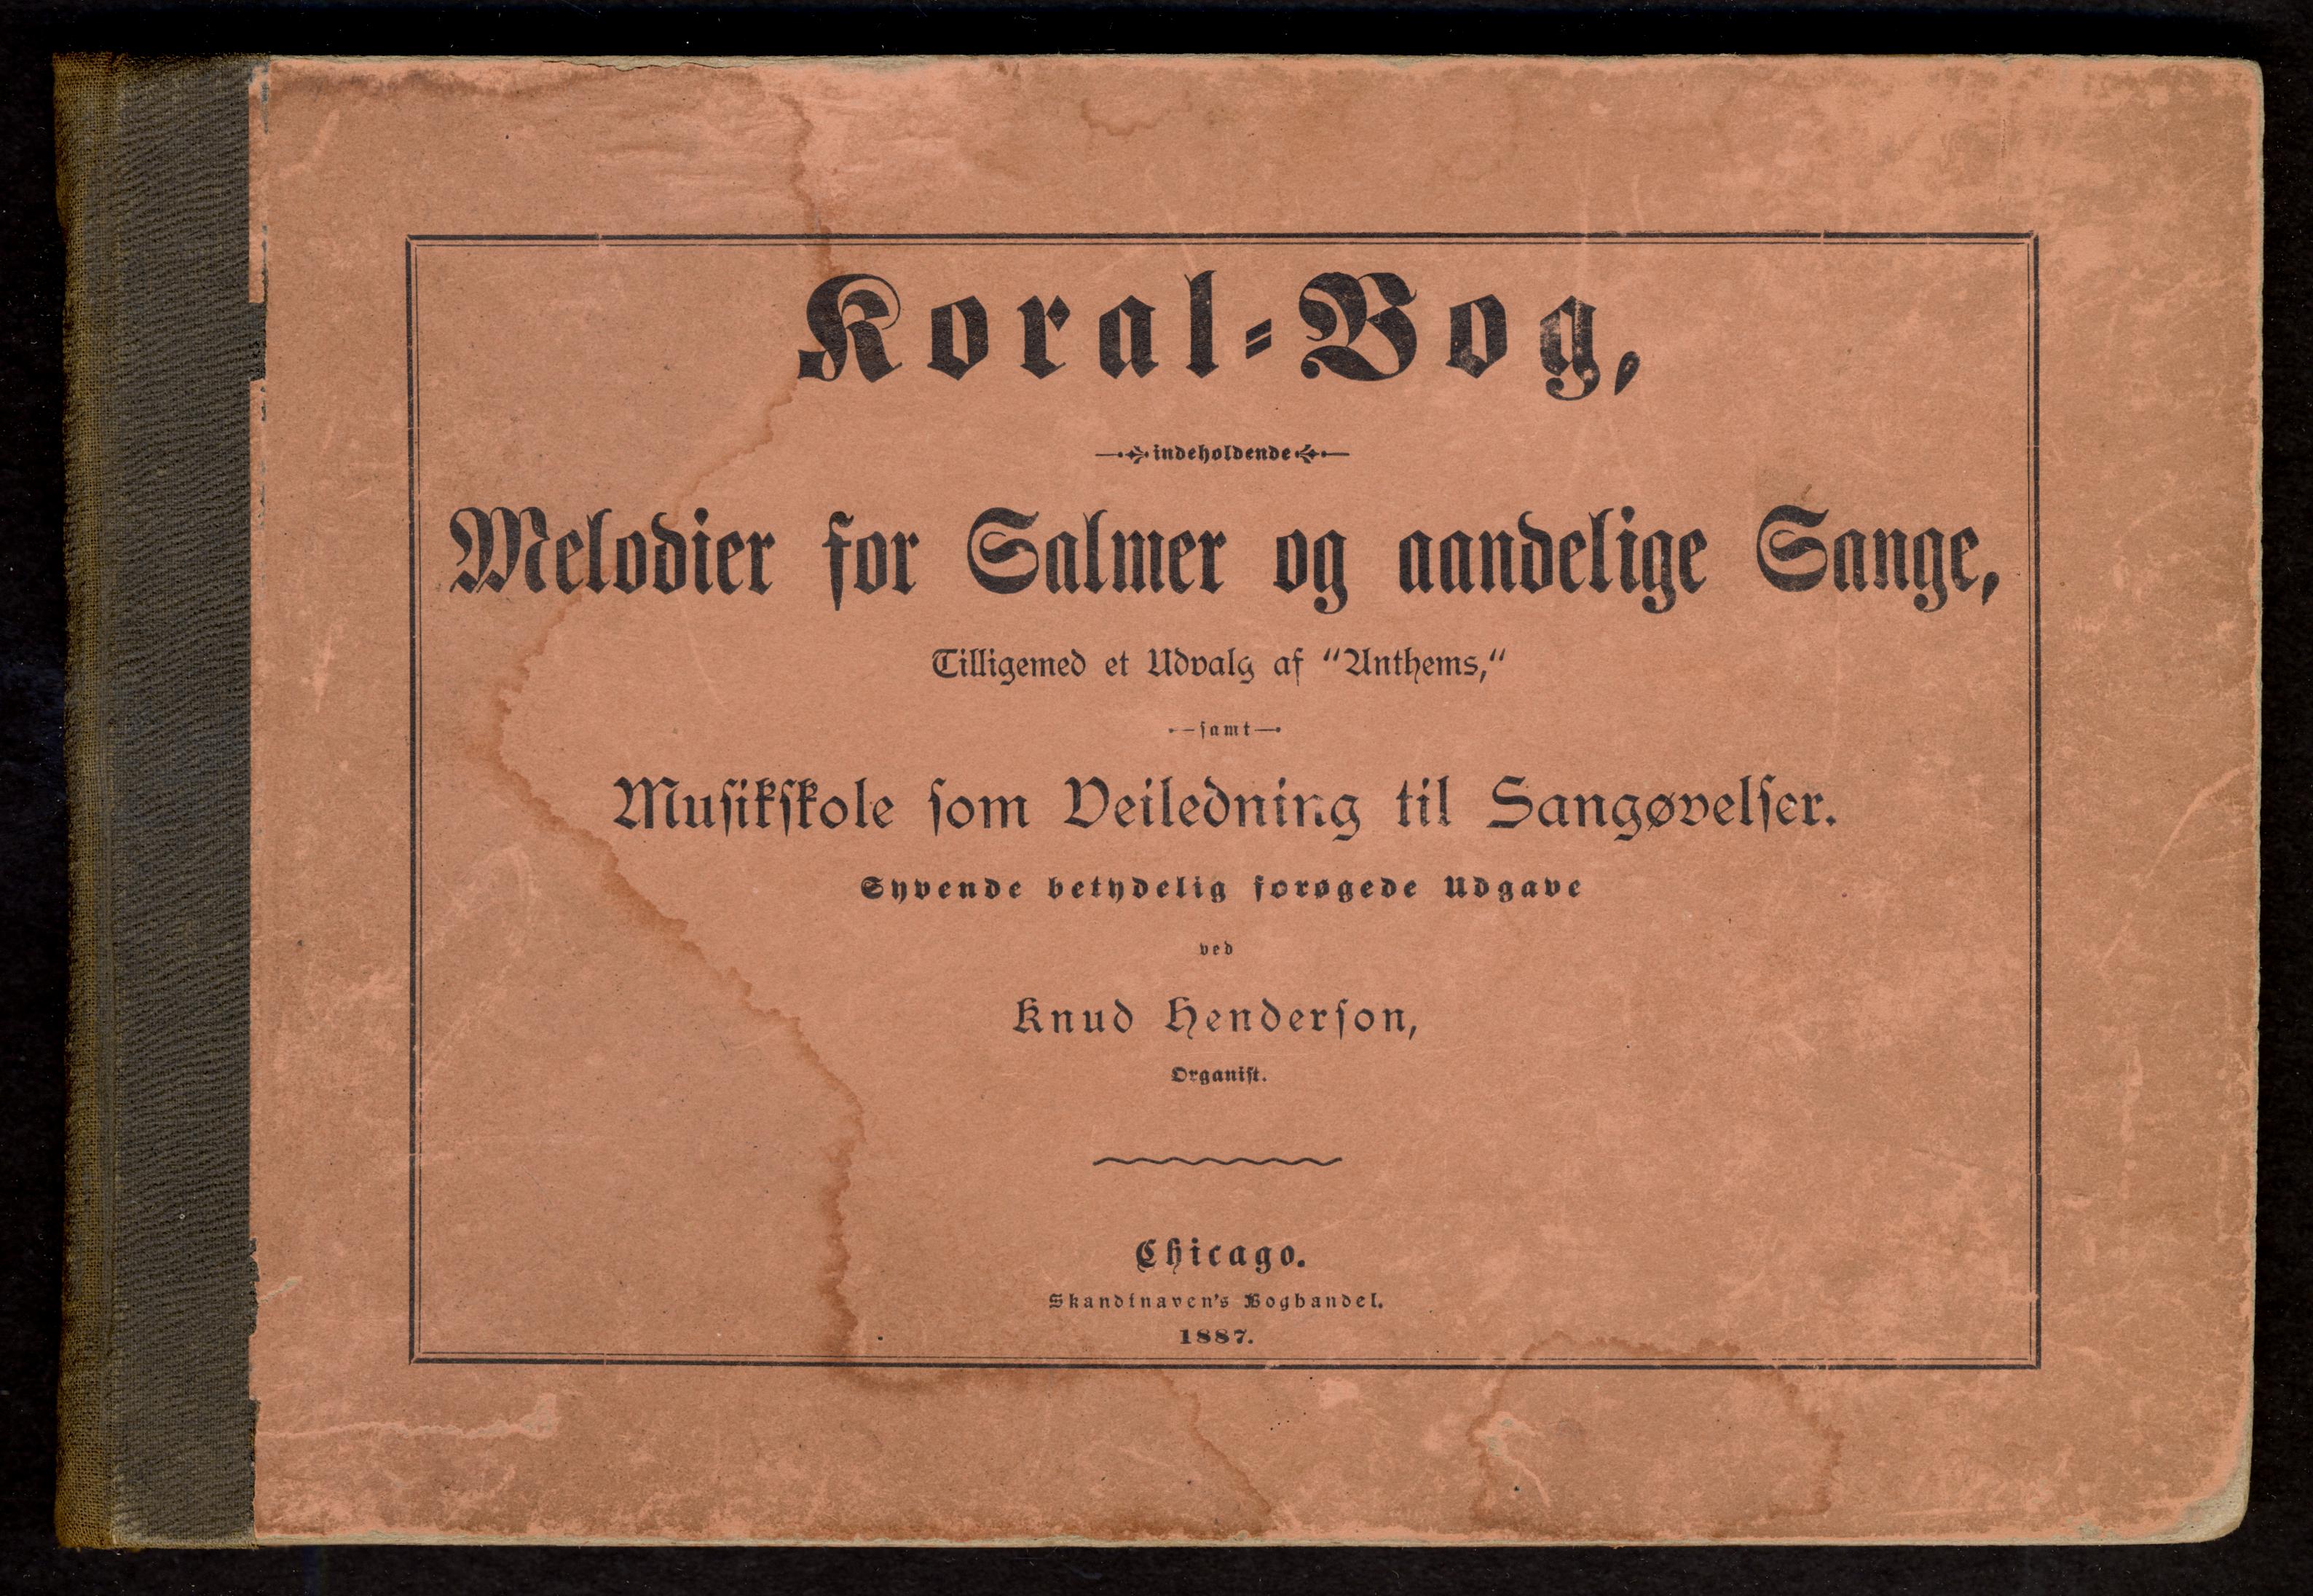 Koral-Bog,
indeholdende
Melodier for Salmer og aandelige Sange,
Tilligemed et Udvalg af "Anthems,"
samt
Musikskole som Veiledning til Sangøvelser.
Syvende betydelig forøgede Udgave
ved
Knud Henderson,
Organist.
Chicago.
Skandinaven's Boghandel.
1887.